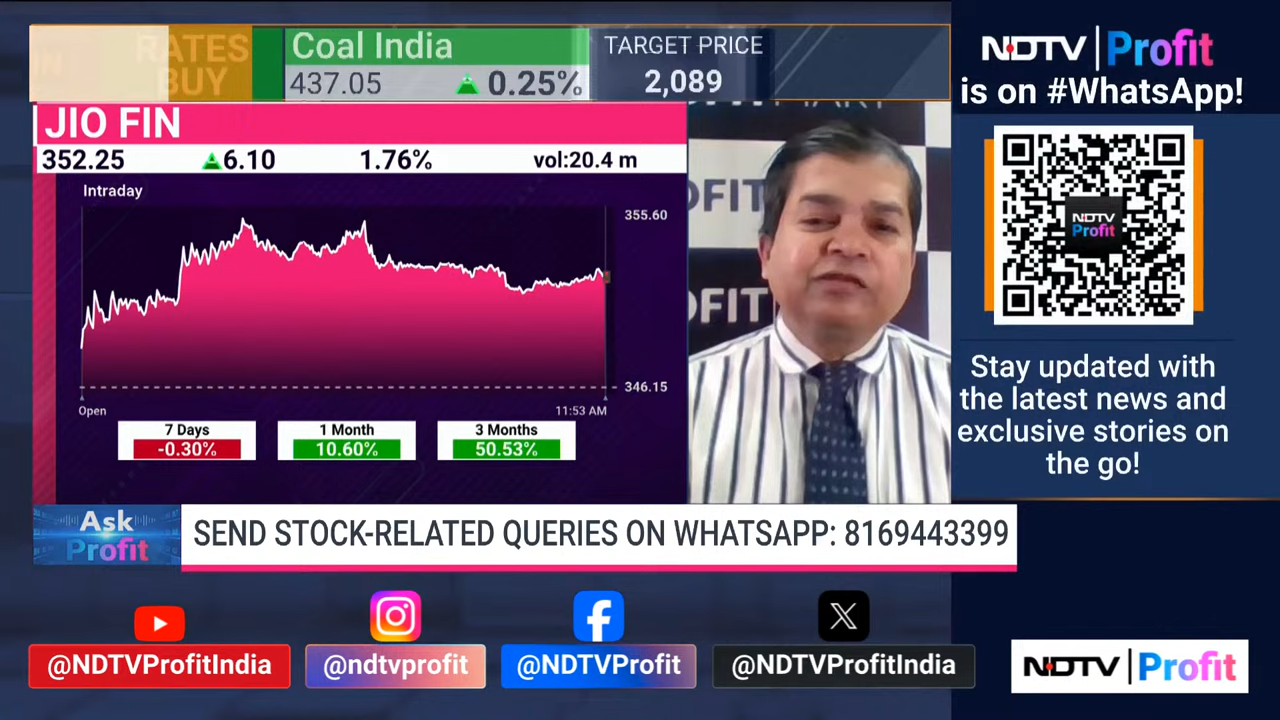 RATES
BUY
Coal India
437.05 0.25%
TARGET PRICE
2,089
JIO FIN
352.25 6.10 1.76% vol:20.4 m
Intraday
355.60
346.15
Open
11:53 AM
7 Days
-0.30%
1 Month
10.60%
3 Months
50.53%
OFIT
OFIT
NDTV Profit
is on #WhatsApp!
NDTV
Profit
Stay updated with
the latest news and
exclusive stories on
the go!
Ask
Profit
SEND STOCK-RELATED QUERIES ON WHATSAPP: 8169443399
@NDTVProfitIndia
@ndtvprofit
@NDTVProfit
@NDTVProfitIndia
NDTV Profit